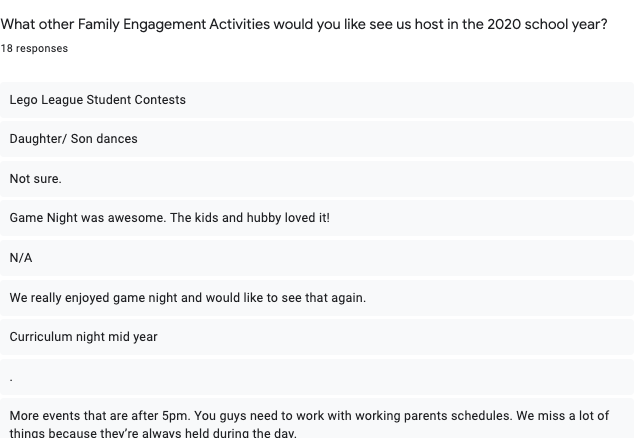 What other Family Engagement Activities would you like see us host in the 2020 school year?
18 responses
Lego League Student Contests
Daughter/ Son dances
Not sure.
Game Night was awesome. The kids and hubby loved it!
N/A
We really enjoyed game night and would like to see that again.
Curriculum night mid year
.
More events that are after 5pm. You guys need to work with working parents schedules. We miss a lot of
things because they're always held during the day.